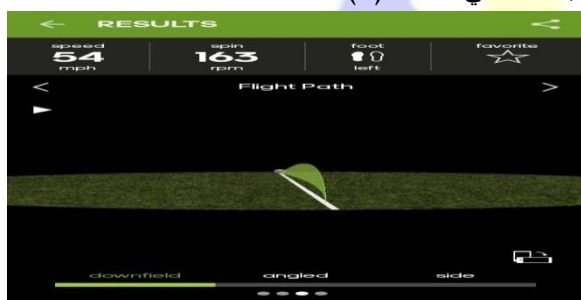 RESULTS
speed spin foot favorite
54 163
mph rpm left
Flight Path
downfield angled side